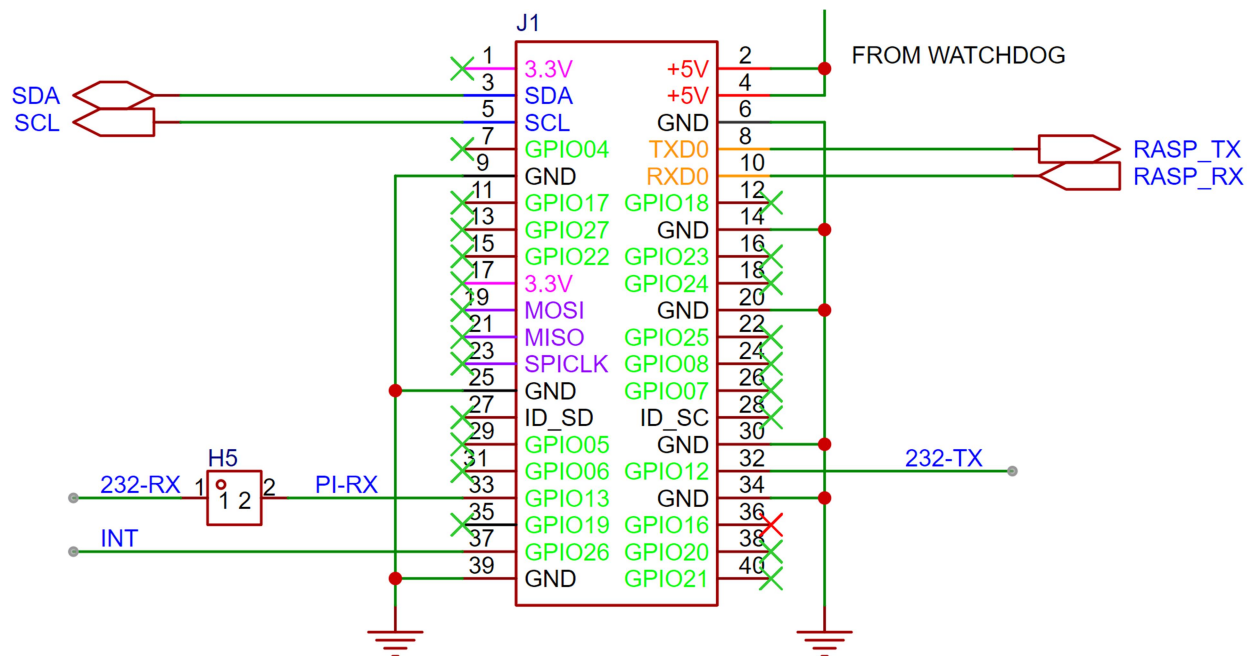 J1
1 3.3V +5V 2 FROM WATCHDOG
SDA 3 SDA +5V 4
SCL 5 SCL GND 6
7 GPIO04 TXD0 8 RASP_TX
9 GND RXD0 10 RASP_RX
11 GPIO17 GPIO18 12
13 GPIO27 GND 14
15 GPIO22 GPIO23 16
17 3.3V GPIO24 18
19 MOSI GND 20
21 MISO GPIO25 22
23 SPICLK GPIO08 24
25 GND GPIO07 26
27 ID_SD ID_SC 28
29 GPIO05 GND 30
H5 31 GPIO06 GPIO12 32 232-TX
232-RX 1 1 2 2 PI-RX 33 GPIO13 GND 34
35 GPIO19 GPIO16 36
INT 37 GPIO26 GPIO20 38
39 GND GPIO21 40